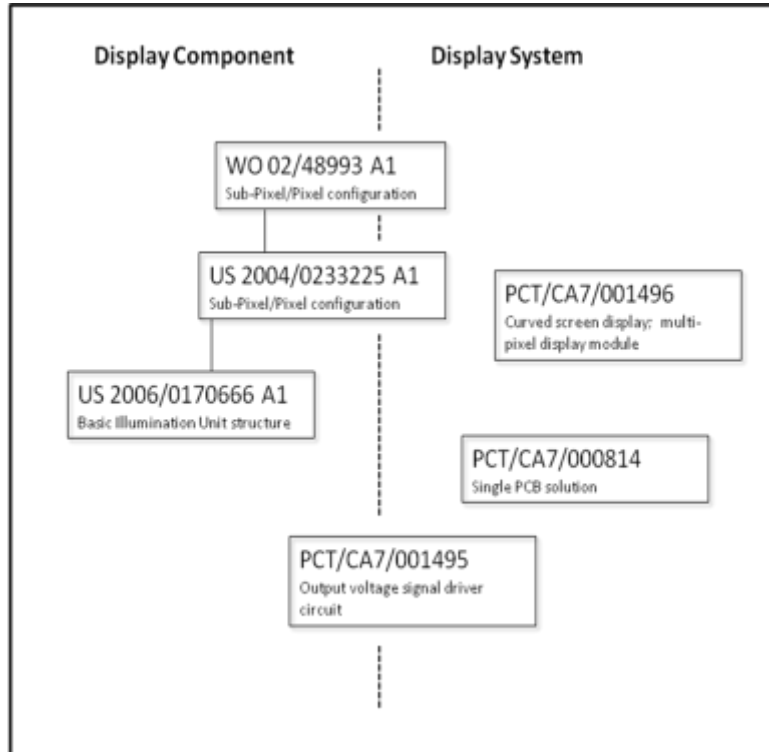 Display Component
Display System
WO 02/48993 A1
Sub-Pixel/Pixel configuration
US 2004/0233225 A1
Sub-Pixel/Pixel configuration
PCT/CA7/001496
Curved screen display; multi-
pixel display module
US 2006/0170666 A1
Basic Illumination Unit structure
PCT/CA7/000814
Single PCB solution
PCT/CA7/001495
Output voltage signal driver
circuit